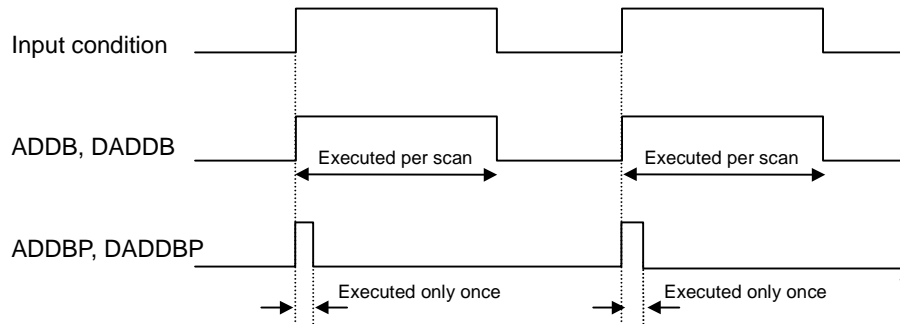 Input condition
ADDB, DADDB
Executed per scan
Executed per scan
ADDBP, DADDBP
Executed only once
Executed only once